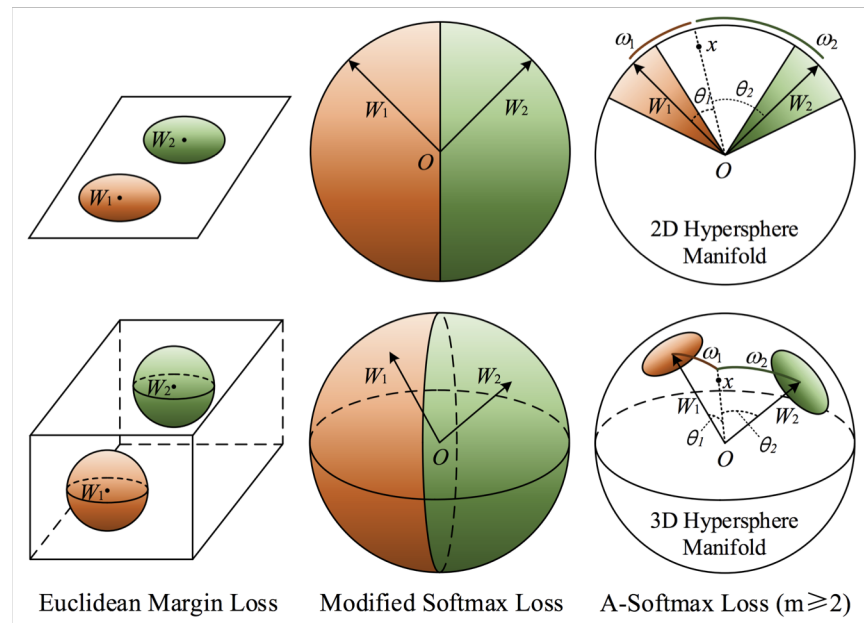 W₂
W₁
W₁
W₂
O
ω₁
x
ω₂
W₁
θ₁
θ₂
W₂
O
2D Hypersphere
Manifold
W₂
W₁
W₁
W₂
O
ω₁
ω₂
x
W₁
W₂
θ₁
θ₂
O
3D Hypersphere
Manifold
Euclidean Margin Loss
Modified Softmax Loss
A-Softmax Loss (m⩾2)